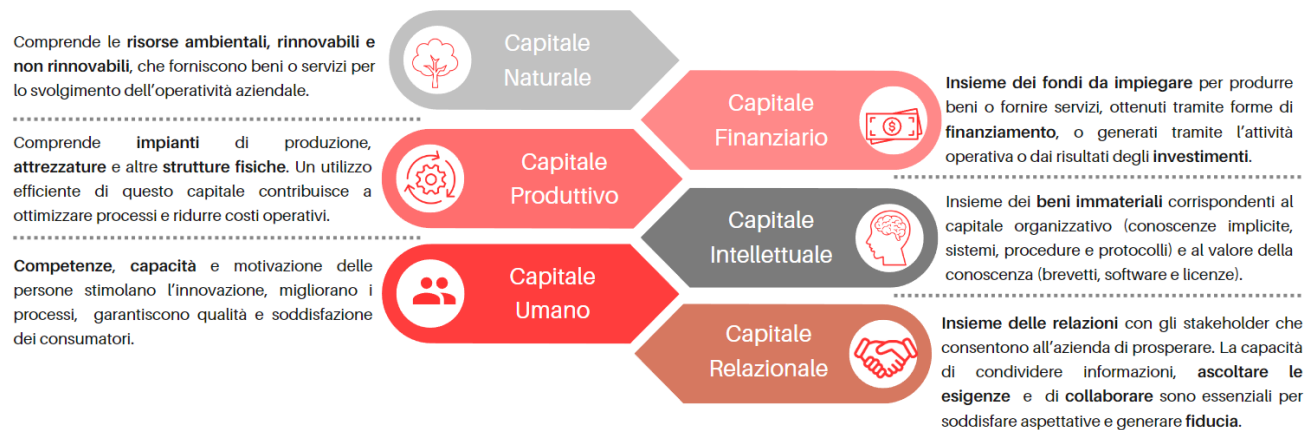 Comprende le risorse ambientali, rinnovabili e
non rinnovabili, che forniscono beni o servizi per
lo svolgimento dell'operatività aziendale.
Capitale
Naturale
Capitale
Finanziario
Insieme dei fondi da impiegare per produrre
beni o fornire servizi, ottenuti tramite forme di
finanziamento, o generati tramite l'attività
operativa o dai risultati degli investimenti.
Comprende impianti di produzione,
attrezzature e altre strutture fisiche. Un utilizzo
efficiente di questo capitale contribuisce a
ottimizzare processi e ridurre costi operativi.
Capitale
Produttivo
Capitale
Intellettuale
Insieme dei beni immateriali corrispondenti al
capitale organizzativo (conoscenze implicite,
sistemi, procedure e protocolli) e al valore della
conoscenza (brevetti, software e licenze).
Competenze, capacità e motivazione delle
persone stimolano l'innovazione, migliorano i
processi, garantiscono qualità e soddisfazione
dei consumatori.
Capitale
Umano
Capitale
Relazionale
Insieme delle relazioni con gli stakeholder che
consentono all'azienda di prosperare. La capacità
di condividere informazioni, ascoltare le
esigenze e di collaborare sono essenziali per
soddisfare aspettative e generare fiducia.